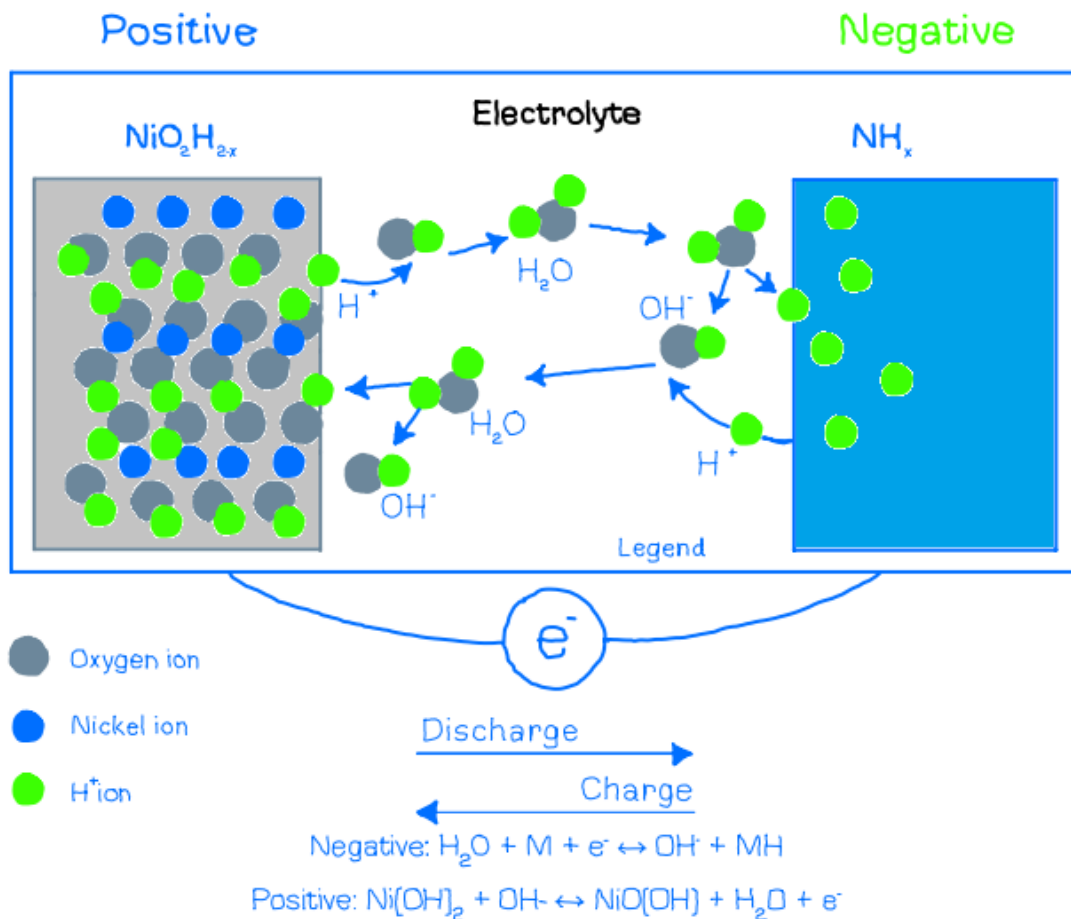 Positive
Negative
Electrolyte
NiO₂H₂₋ₓ
NHₓ
H⁺
H₂O
OH⁻
H₂O
H⁺
OH⁻
Legend
e⁻
Oxygen ion
Nickel ion
H⁺ion
Discharge
Charge
Negative: H₂O + M + e⁻ ↔ OH⁻ + MH
Positive: Ni(OH)₂ + OH- ↔ NiO(OH) + H₂O + e⁻